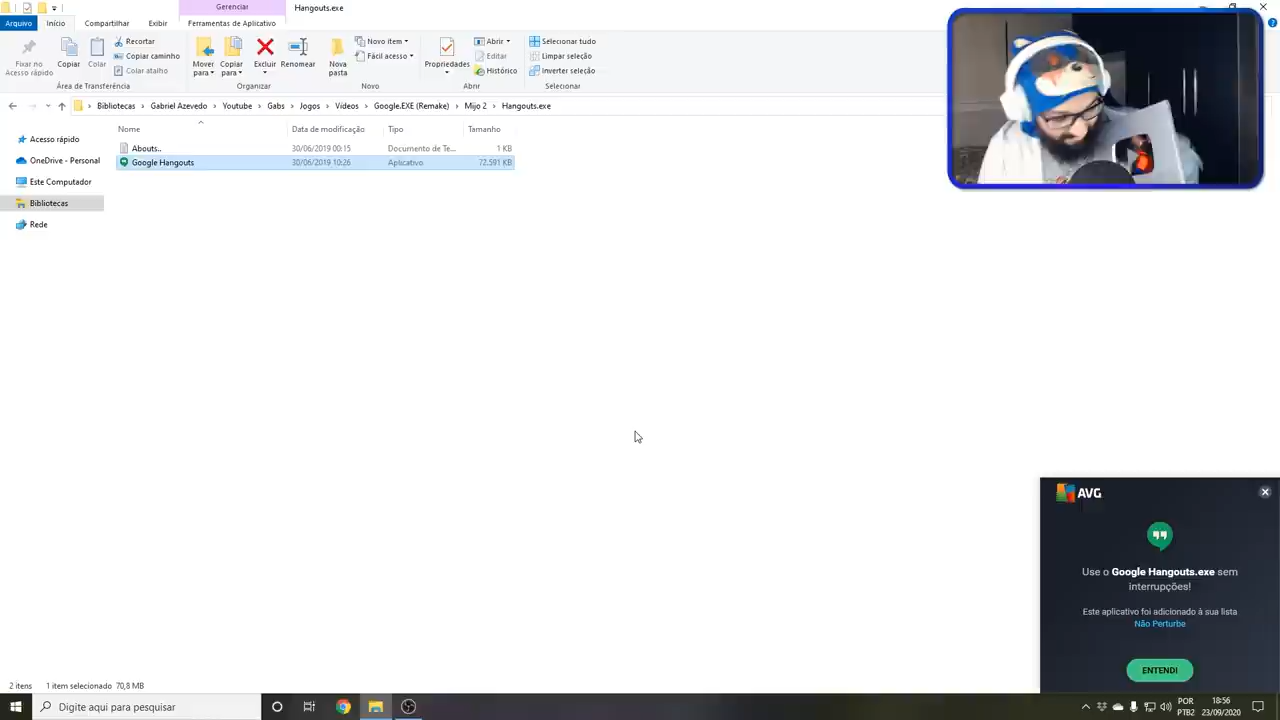 Gerenciar
Hangouts.exe
Arquivo
Início
Compartilhar
Exibir
Ferramentas de Aplicativo
Fixar no
Acesso rápido
Copiar
Colar
Recortar
Copiar caminho
Colar atalho
Área de Transferência
Mover
para
Copiar
para
Excluir
Renomear
Organizar
Nova
pasta
Novo item
Fácil acesso
Novo
Propriedades
Abrir
Editar
Histórico
Abrir
Selecionar tudo
Limpar seleção
Inverter seleção
Selecionar
Bibliotecas
Gabriel Azevedo
Youtube
Gabs
Jogos
Vídeos
Google.EXE (Remake)
Mijo 2
Hangouts.exe
Nome
Data de modificação
Tipo
Tamanho
Abouts..
30/06/2019 00:15
Documento de Te...
1 KB
Google Hangouts
30/06/2019 10:26
Aplicativo
72.591 KB
Acesso rápido
OneDrive - Personal
Este Computador
Bibliotecas
Rede
AVG
Use o Google Hangouts.exe sem
interrupções!
Este aplicativo foi adicionado à sua lista
Não Perturbe
ENTENDI
2 itens
1 item selecionado 70,8 MB
Digite aqui para pesquisar
POR
PTB2
18:56
23/09/2020